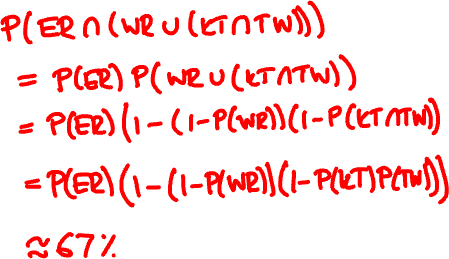 P(ER∩(WR∪(KT∩TW)))
= P(ER) P(WR∪(KT∩TW))
= P(ER)(1-(1-P(WR))(1-P(KT∩TW))
= P(ER)(1-(1-P(WR))(1-P(KT)P(TW)))
≈67%